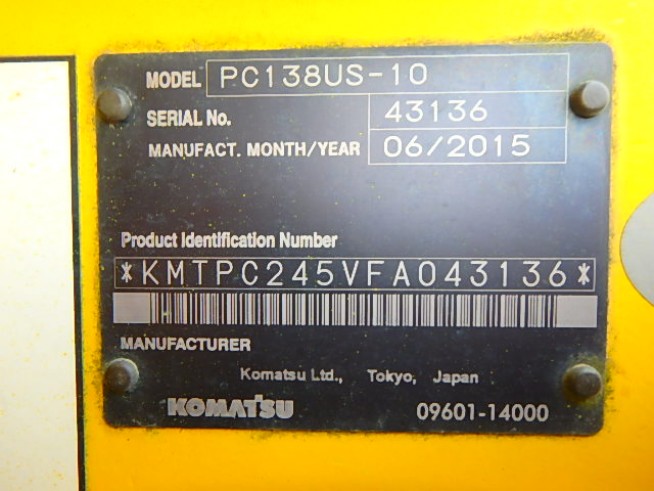 MODEL PC138US-10
SERIAL No. 43136
MANUFACT. MONTH/YEAR 06/2015
Product Identification Number
*KMTPC245VFA043136*
MANUFACTURER
Komatsu Ltd., Tokyo, Japan
KOMATSU 09601-14000